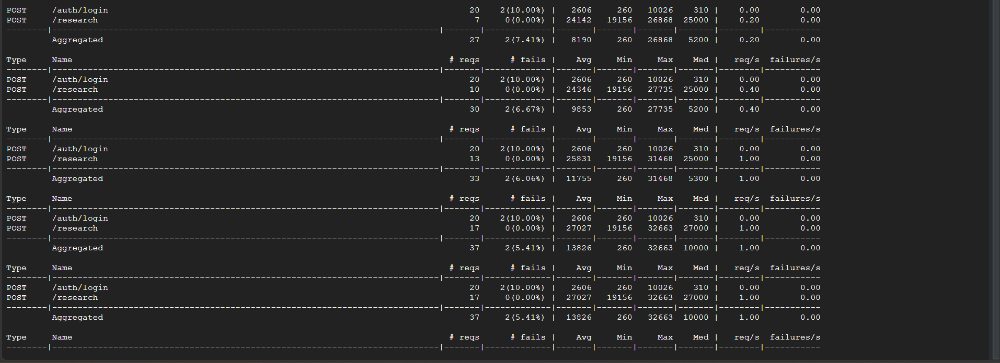 POST     /auth/login     20     2(10.00%) |   2606     260   10026    310 |    0.00        0.00
POST     /research     7     0(0.00%) |  24142   19156   26868  25000 |    0.20        0.00
--------|----------------------------------------------------------------------------|-------|-------------|-------|-------|-------|-------|--------|-----------
         Aggregated     27     2(7.41%) |   8190     260   26868   5200 |    0.20        0.00
Type     Name     # reqs      # fails |    Avg     Min     Max    Med |   req/s  failures/s
--------|----------------------------------------------------------------------------|-------|-------------|-------|-------|-------|-------|--------|-----------
POST     /auth/login     20     2(10.00%) |   2606     260   10026    310 |    0.00        0.00
POST     /research     10     0(0.00%) |  24346   19156   27735  25000 |    0.40        0.00
--------|----------------------------------------------------------------------------|-------|-------------|-------|-------|-------|-------|--------|-----------
         Aggregated     30     2(6.67%) |   9853     260   27735   5200 |    0.40        0.00
Type     Name     # reqs      # fails |    Avg     Min     Max    Med |   req/s  failures/s
--------|----------------------------------------------------------------------------|-------|-------------|-------|-------|-------|-------|--------|-----------
POST     /auth/login     20     2(10.00%) |   2606     260   10026    310 |    0.00        0.00
POST     /research     13     0(0.00%) |  25831   19156   31468  25000 |    1.00        0.00
--------|----------------------------------------------------------------------------|-------|-------------|-------|-------|-------|-------|--------|-----------
         Aggregated     33     2(6.06%) |  11755     260   31468   5300 |    1.00        0.00
Type     Name     # reqs      # fails |    Avg     Min     Max    Med |   req/s  failures/s
--------|----------------------------------------------------------------------------|-------|-------------|-------|-------|-------|-------|--------|-----------
POST     /auth/login     20     2(10.00%) |   2606     260   10026    310 |    0.00        0.00
POST     /research     17     0(0.00%) |  27027   19156   32663  27000 |    1.00        0.00
--------|----------------------------------------------------------------------------|-------|-------------|-------|-------|-------|-------|--------|-----------
         Aggregated     37     2(5.41%) |  13826     260   32663  10000 |    1.00        0.00
Type     Name     # reqs      # fails |    Avg     Min     Max    Med |   req/s  failures/s
--------|----------------------------------------------------------------------------|-------|-------------|-------|-------|-------|-------|--------|-----------
POST     /auth/login     20     2(10.00%) |   2606     260   10026    310 |    0.00        0.00
POST     /research     17     0(0.00%) |  27027   19156   32663  27000 |    1.00        0.00
--------|----------------------------------------------------------------------------|-------|-------------|-------|-------|-------|-------|--------|-----------
         Aggregated     37     2(5.41%) |  13826     260   32663  10000 |    1.00        0.00
Type     Name     # reqs      # fails |    Avg     Min     Max    Med |   req/s  failures/s
--------|----------------------------------------------------------------------------|-------|-------------|-------|-------|-------|-------|--------|-----------